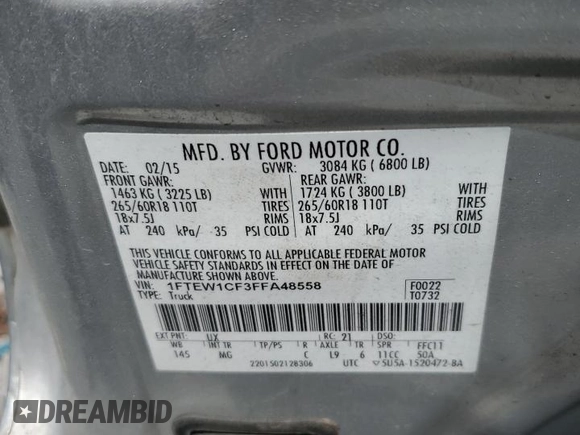 MFD. BY FORD MOTOR CO.
DATE: 02/15 GVWR: 3084 KG ( 6800 LB)
FRONT GAWR: REAR GAWR:
1463 KG ( 3225 LB) WITH 1724 KG ( 3800 LB) WITH
265/60R18 110T TIRES 265/60R18 110T TIRES
18x7.5J RIMS 18x7.5J RIMS
AT 240 kPa/ 35 PSI COLD AT 240 kPa/ 35 PSI COLD
THIS VEHICLE CONFORMS TO ALL APPLICABLE FEDERAL MOTOR
VEHICLE SAFETY STANDARDS IN EFFECT ON THE DATE OF
MANUFACTURE SHOWN ABOVE.
VIN: 1FTEW1CF3FFA48558 F0022
TYPE: Truck T0732
EXT PNT: UX RC: 21 DSO:
WB INT TR TP/PS R AXLE TR SPR FFC11
145 MG C L9 6 11CC 50A
2201502128306 UTC 5U5A-1520472-BA
DREAMBID